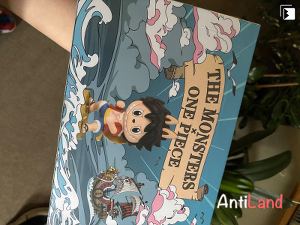 THE MONSTERS
×
ONE PIECE
AntiLand